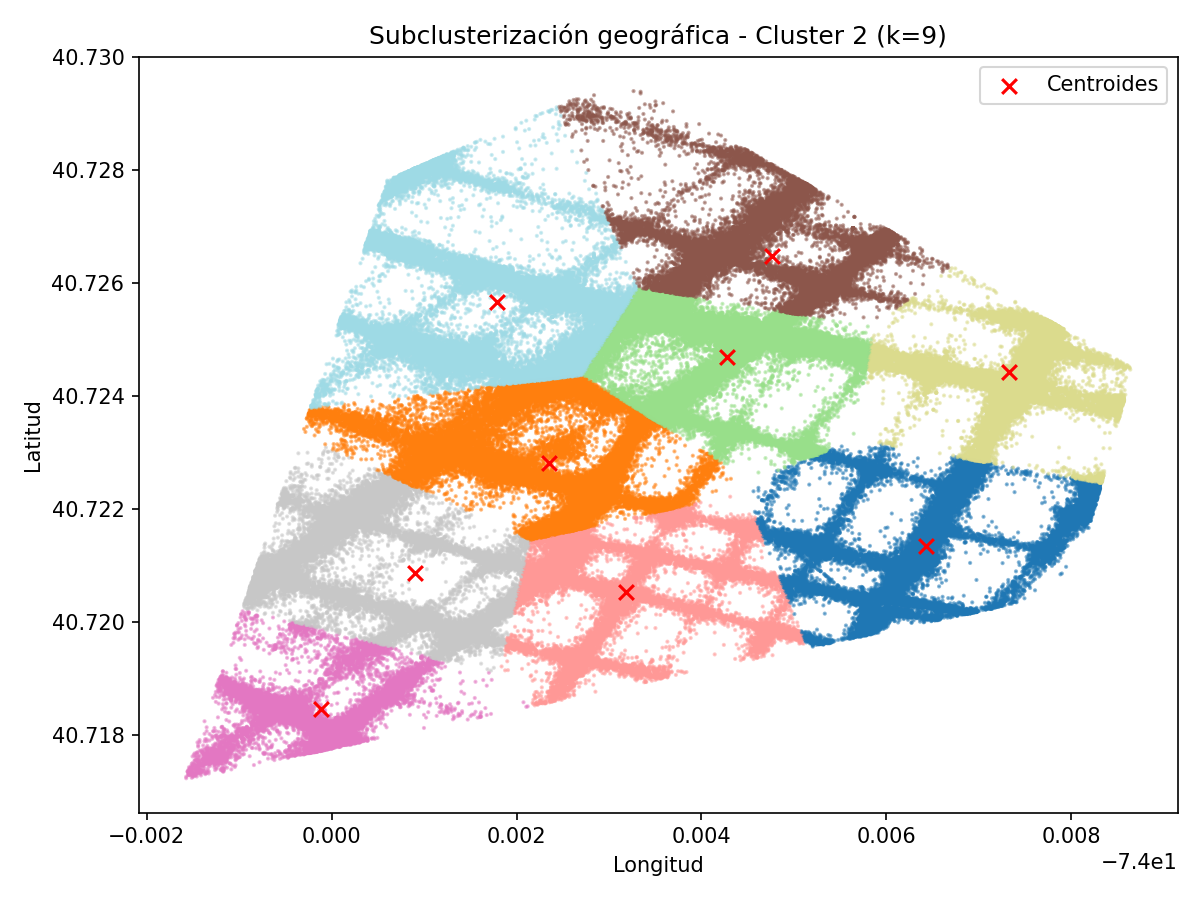 Subclusterización geográfica - Cluster 2 (k=9)
Centroides
40.730
40.728
40.726
40.724
40.722
40.720
40.718
Latitud
−0.002
0.000
0.002
0.004
0.006
0.008
−7.4e1
Longitud